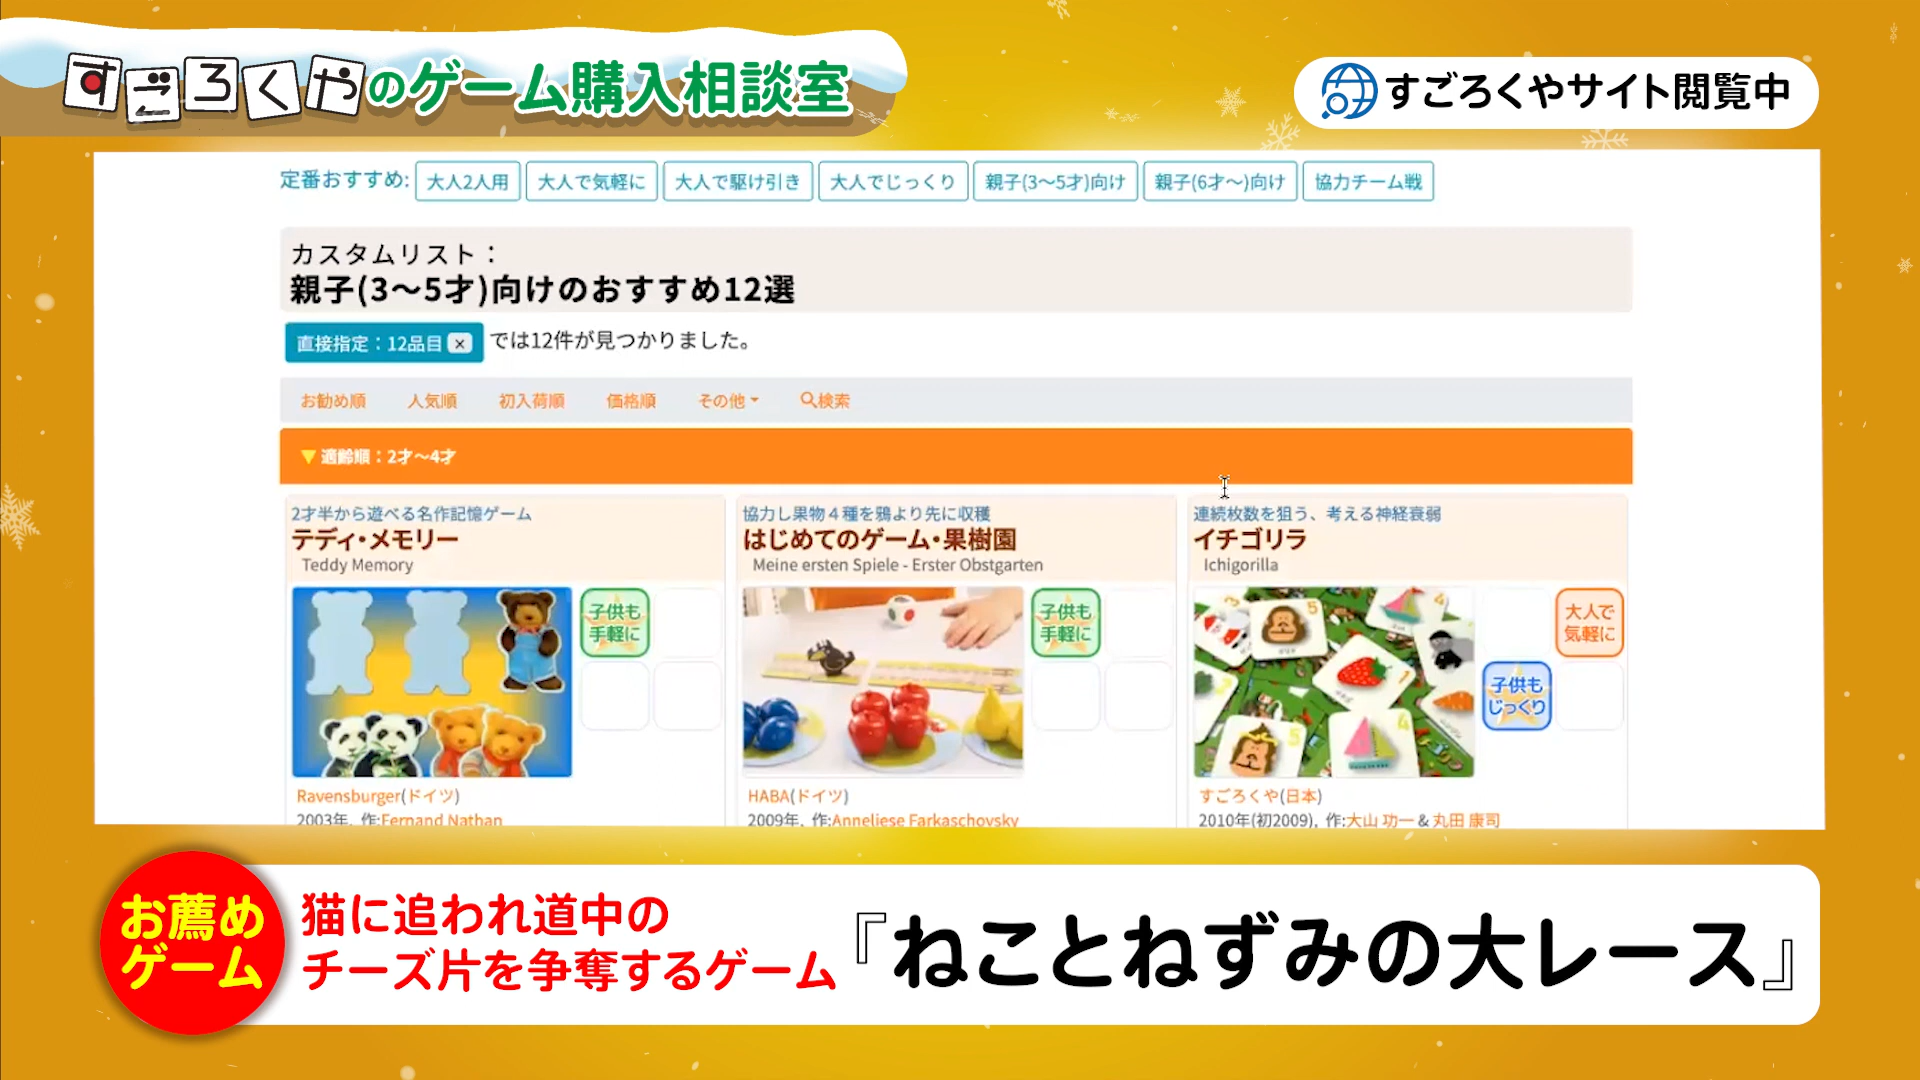 すごろくやのゲーム購入相談室
すごろくやサイト閲覧中
定番おすすめ: 大人2人用 大人で気軽に 大人で駆け引き 大人でじっくり 親子(3〜5才)向け 親子(6才〜)向け 協力チーム戦
カスタムリスト：
親子(3〜5才)向けのおすすめ12選
直接指定：12品目 × では12件が見つかりました。
お勧め順 人気順 初入荷順 価格順 その他 検索
▼適齢順：2才〜4才
2才半から遊べる名作記憶ゲーム
テディ・メモリー
Teddy Memory
子供も
手軽に
Ravensburger(ドイツ)
2003年, 作:Fernand Nathan
協力し果物４種を鴉より先に収穫
はじめてのゲーム・果樹園
Meine ersten Spiele - Erster Obstgarten
子供も
手軽に
HABA(ドイツ)
2009年, 作:Anneliese Farkaschovsky
連続枚数を狙う、考える神経衰弱
イチゴリラ
Ichigorilla
大人で
気軽に
子供も
じっくり
すごろくや(日本)
2010年(初2009), 作:大山 功一 & 丸田 康司
お薦め
ゲーム
猫に追われ道中の
チーズ片を争奪するゲーム
『ねことねずみの大レース』